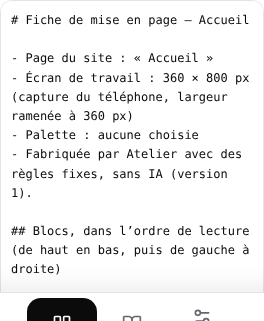 # Fiche de mise en page — Accueil
- Page du site : « Accueil »
- Écran de travail : 360 × 800 px
(capture du téléphone, largeur
ramenée à 360 px)
- Palette : aucune choisie
- Fabriquée par Atelier avec des
règles fixes, sans IA (version
1).
## Blocs, dans l’ordre de lecture
(de haut en bas, puis de gauche à
droite)